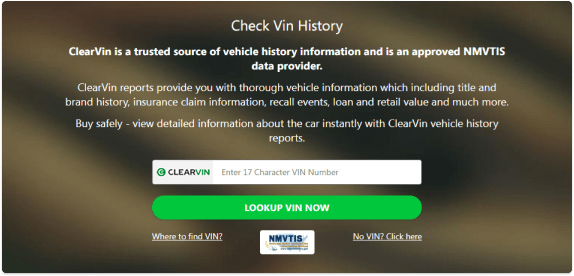 Check Vin History
ClearVin is a trusted source of vehicle history information and is an approved NMVTIS
data provider.
ClearVin reports provide you with thorough vehicle information which including title and
brand history, insurance claim information, recall events, loan and retail value and much more.
Buy safely - view detailed information about the car instantly with ClearVin vehicle history
reports.
CLEARVIN Enter 17 Character VIN Number
LOOKUP VIN NOW
Where to find VIN? NMVTIS No VIN? Click here